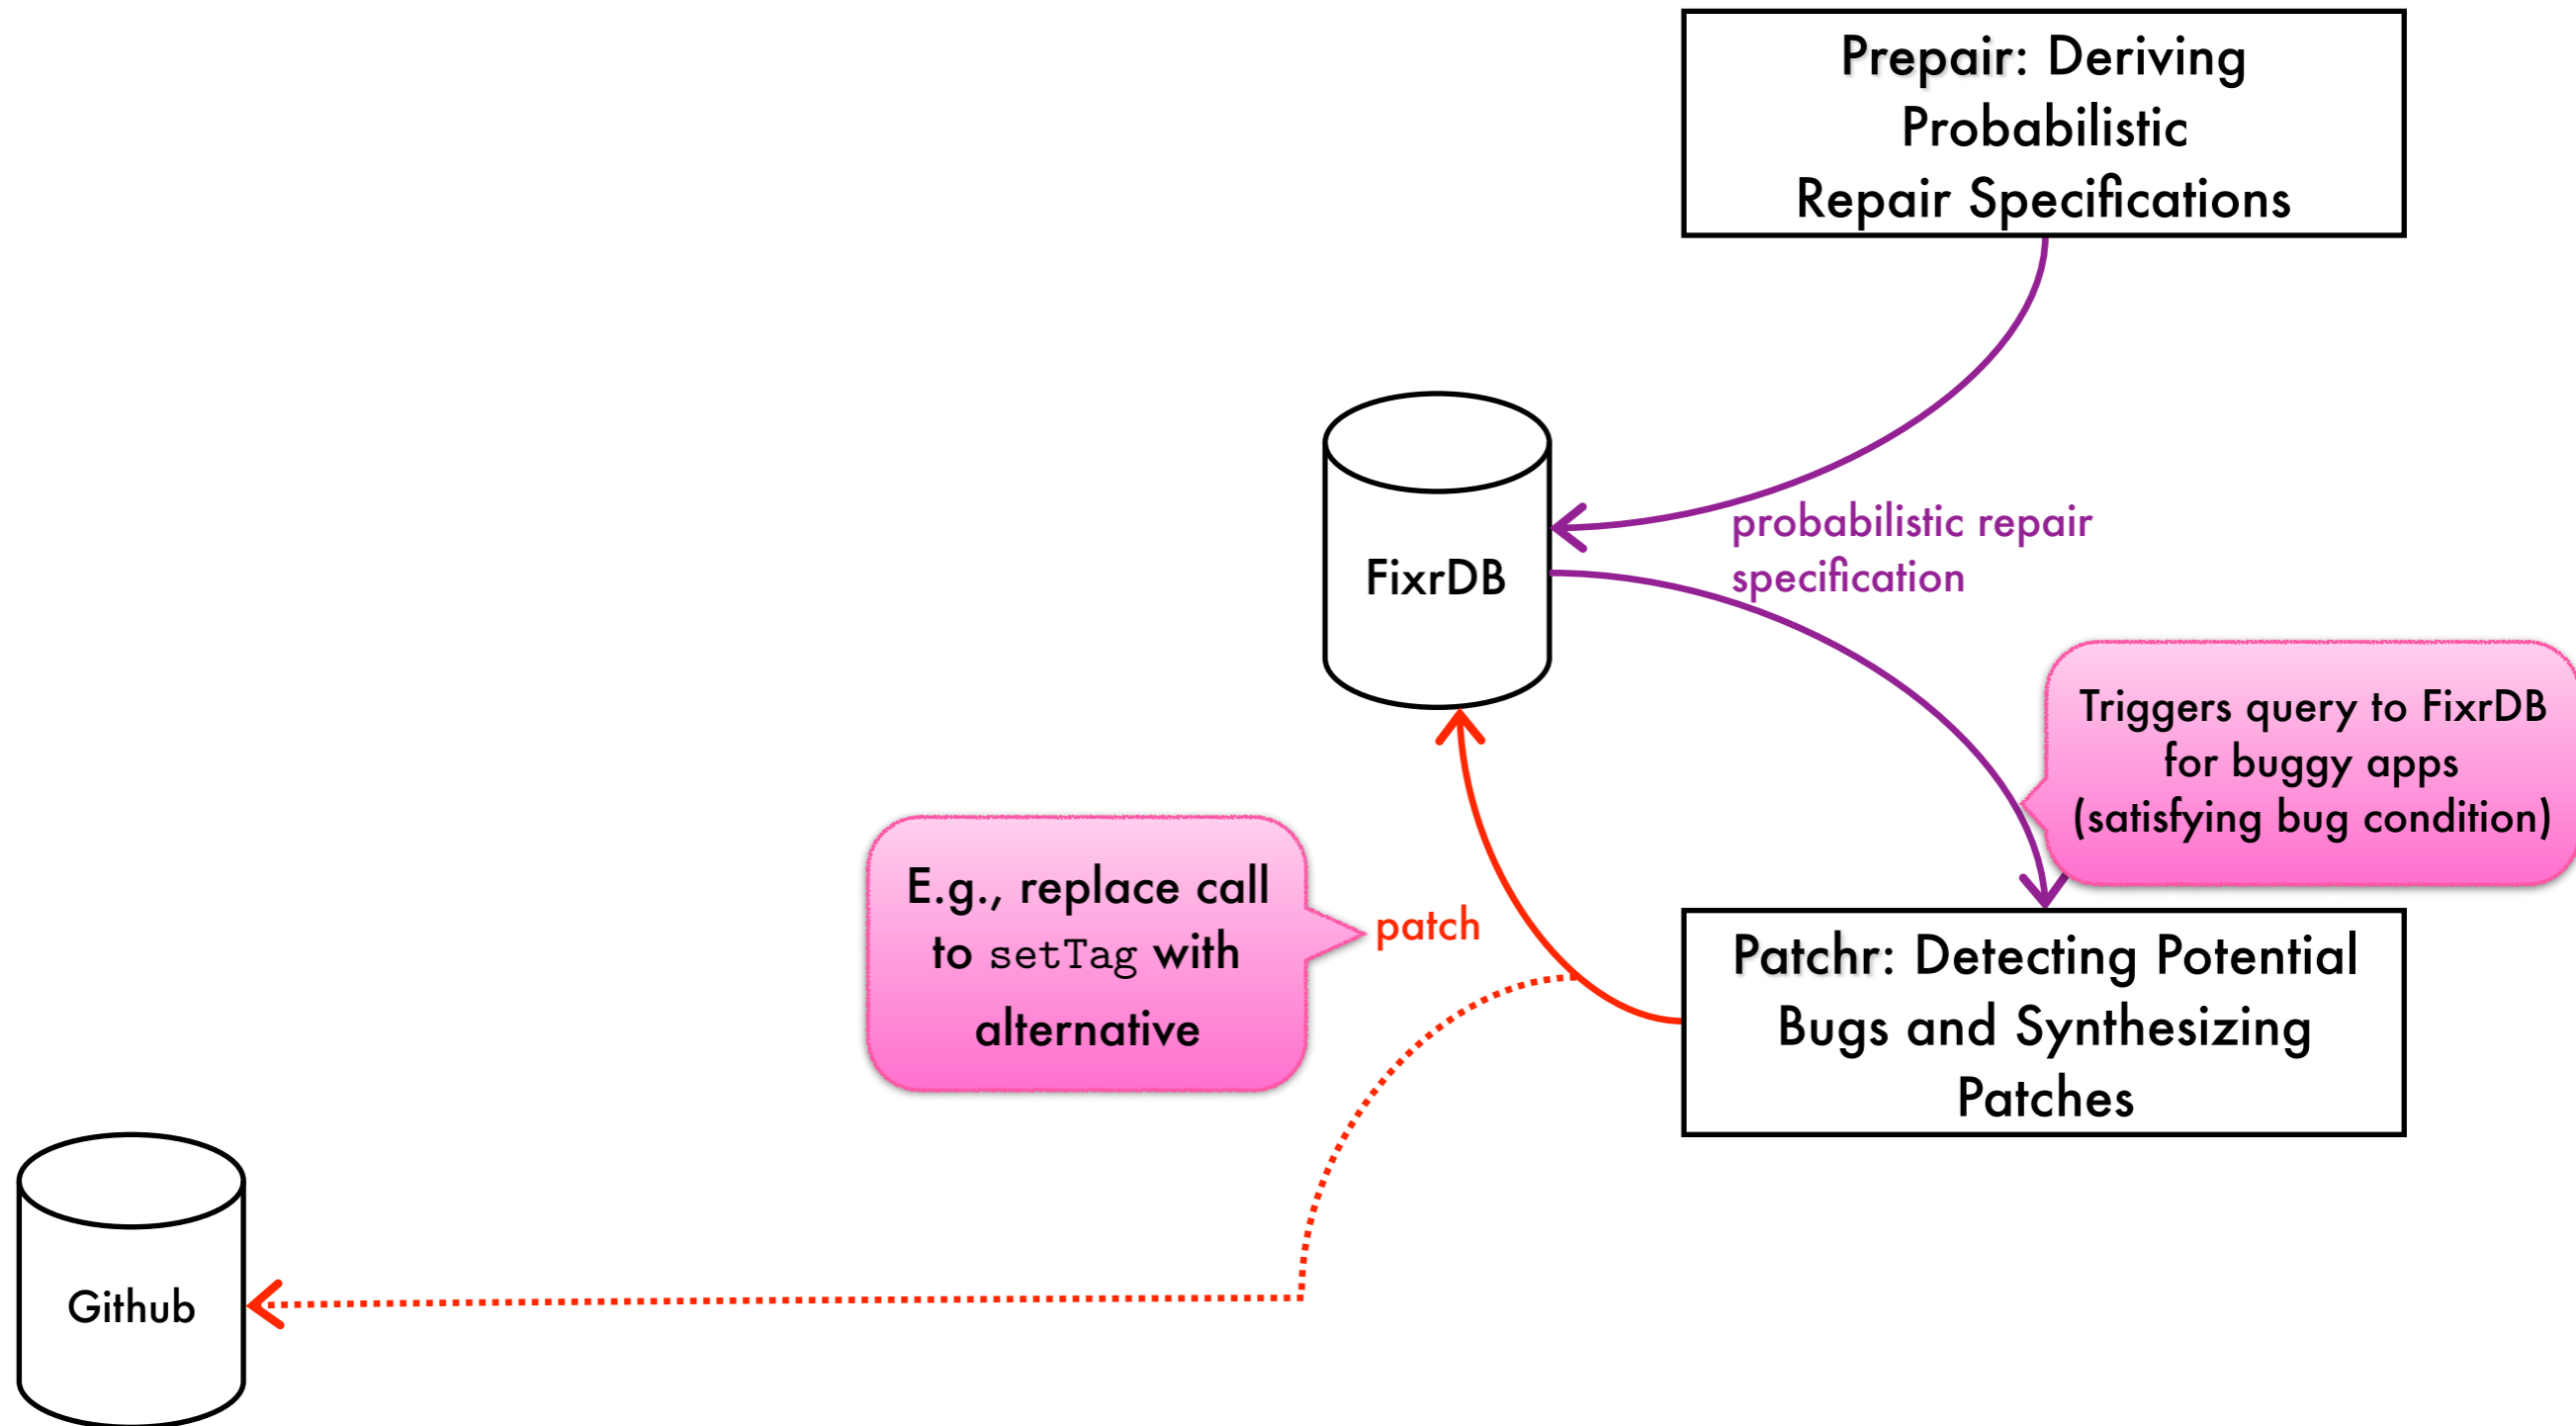 Prepair: Deriving
Probabilistic
Repair Specifications
probabilistic repair
specification
FixrDB
Triggers query to FixrDB
for buggy apps
(satisfying bug condition)
E.g., replace call
to setTag with
alternative
patch
Patchr: Detecting Potential
Bugs and Synthesizing
Patches
Github